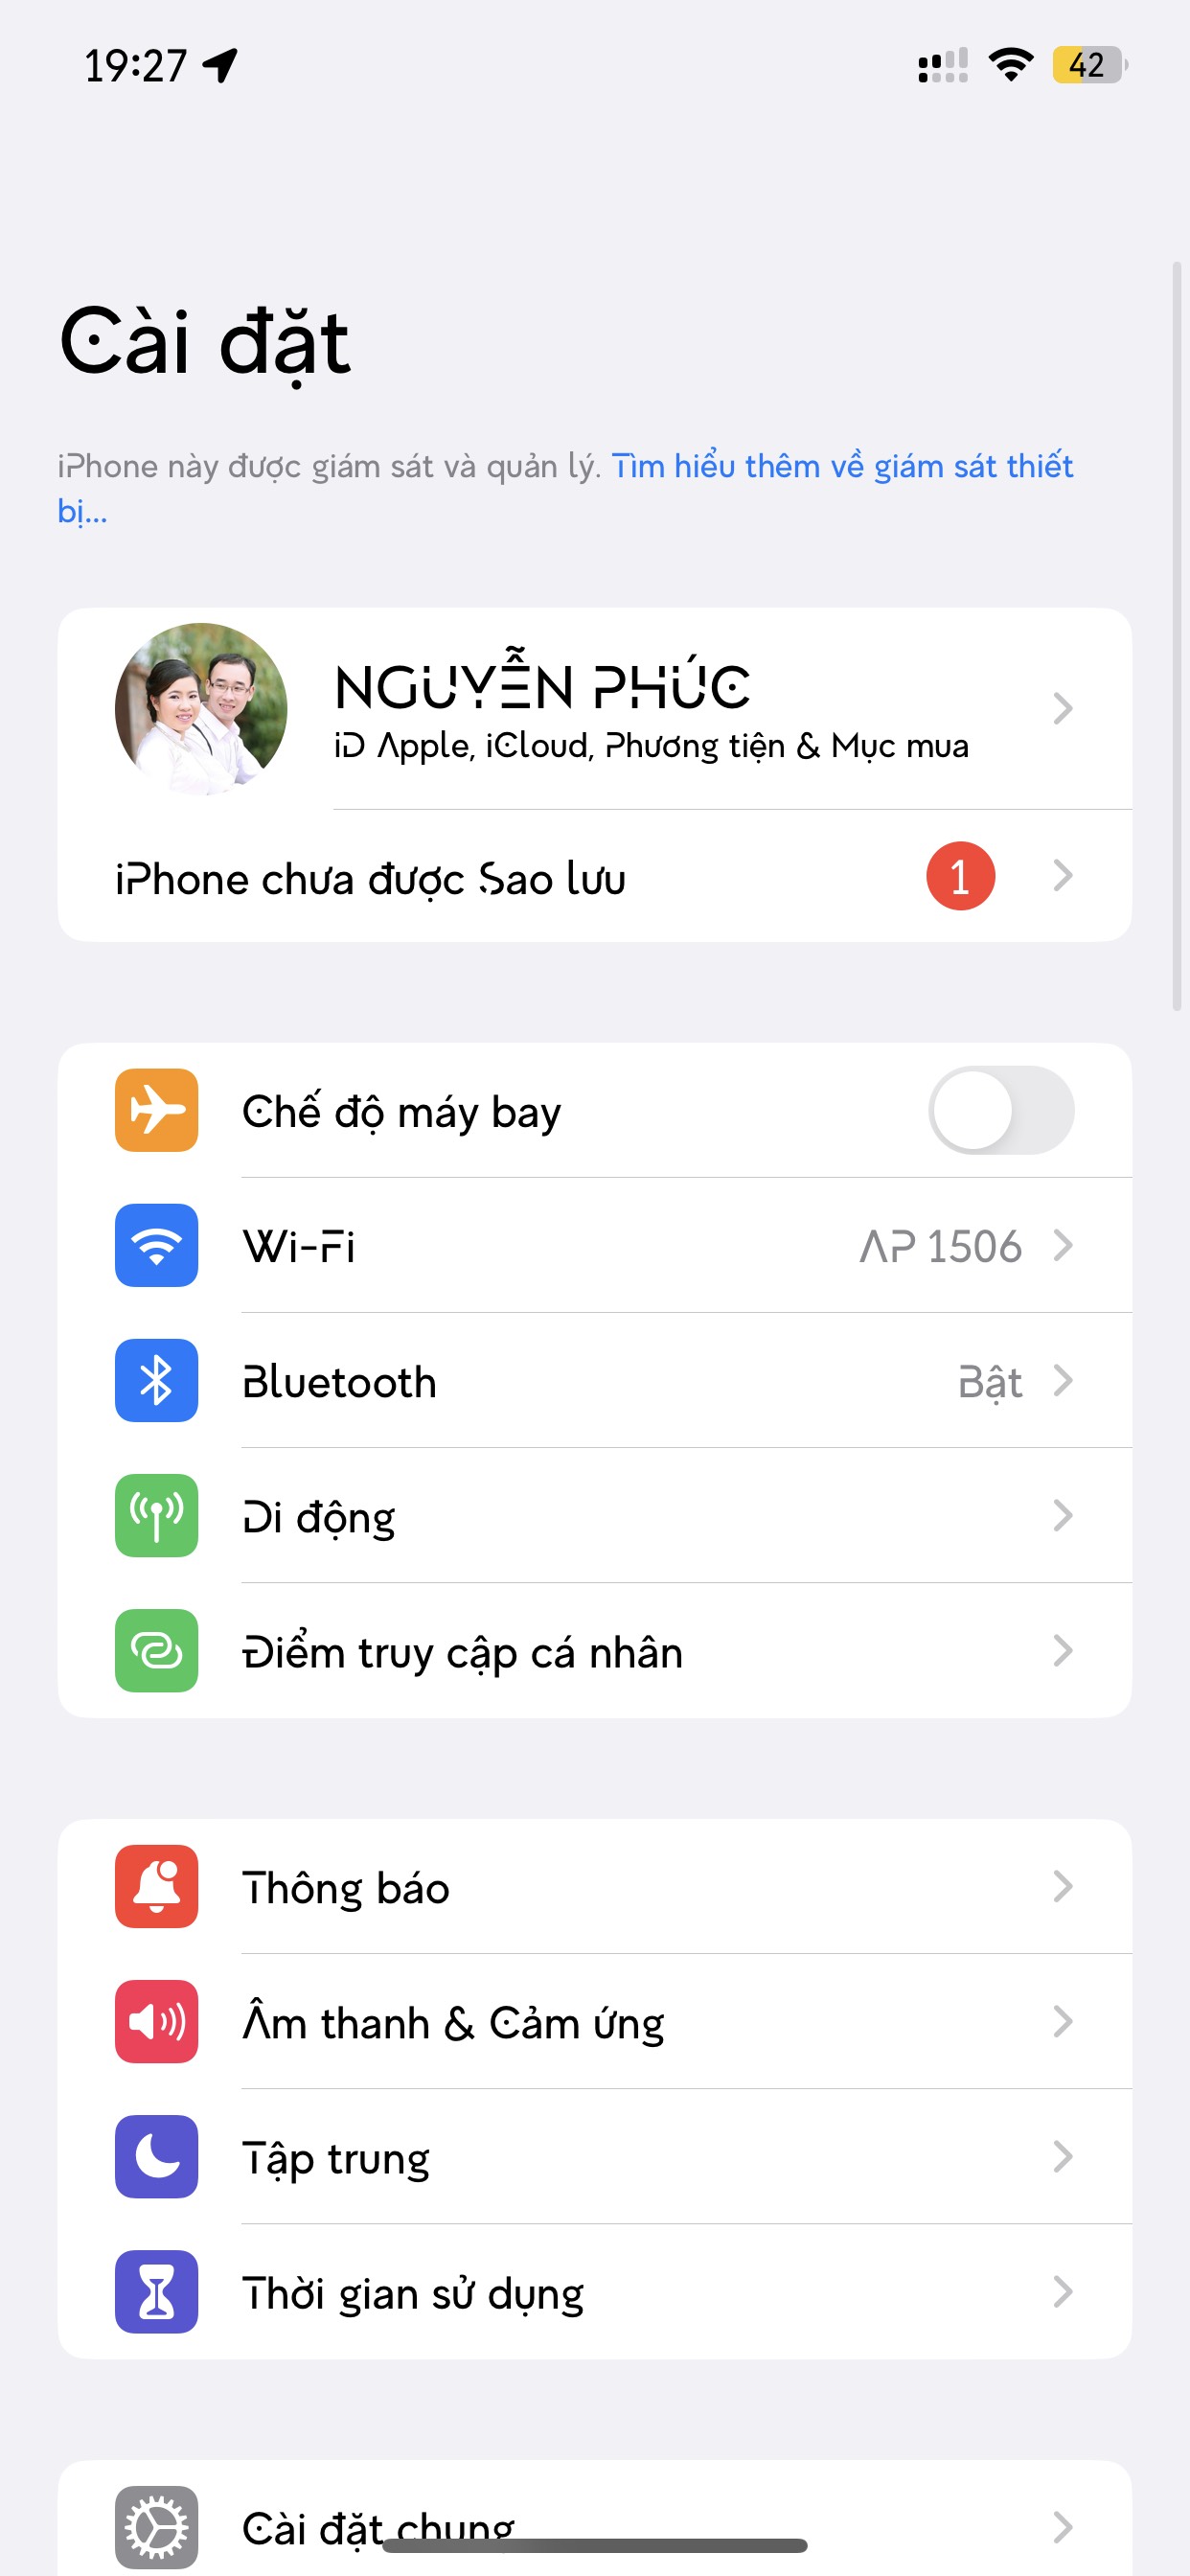 19:27
42
Cài đặt
iPhone này được giám sát và quản lý. Tìm hiểu thêm về giám sát thiết
bị...
NGUYỄN PHÚC
iD Apple, iCloud, Phương tiện & Mục mua
iPhone chưa được Sao lưu
1
Chế độ máy bay
Wi-Fi
AP 1506
Bluetooth
Bật
Di động
Điểm truy cập cá nhân
Thông báo
Âm thanh & Cảm ứng
Tập trung
Thời gian sử dụng
Cài đặt chung